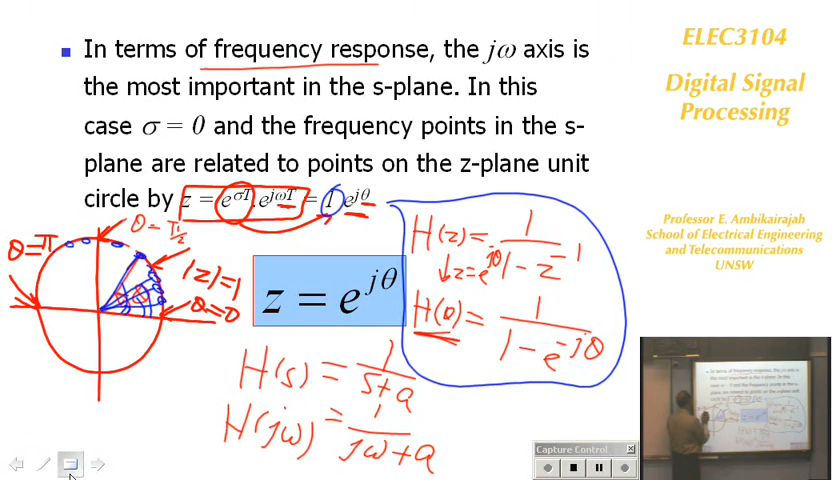 In terms of frequency response, the jω axis is
the most important in the s-plane. In this
case σ = 0 and the frequency points in the s-
plane are related to points on the z-plane unit
circle by z = e^{σT} e^{jωT} = 1 e^{jθ}
θ = π
θ = π/2
|z| = 1
θ = 0
z = e^{jθ}
H(z) = 1/(1 - z^{-1})
↓ z = e^{jθ}
H(θ) = 1/(1 - e^{-jθ})
H(s) = 1/(s + a)
H(jω) = 1/(jω + a)
ELEC3104
Digital Signal
Processing
Professor E. Ambikairajah
School of Electrical Engineering
and Telecommunications
UNSW
Capture Control